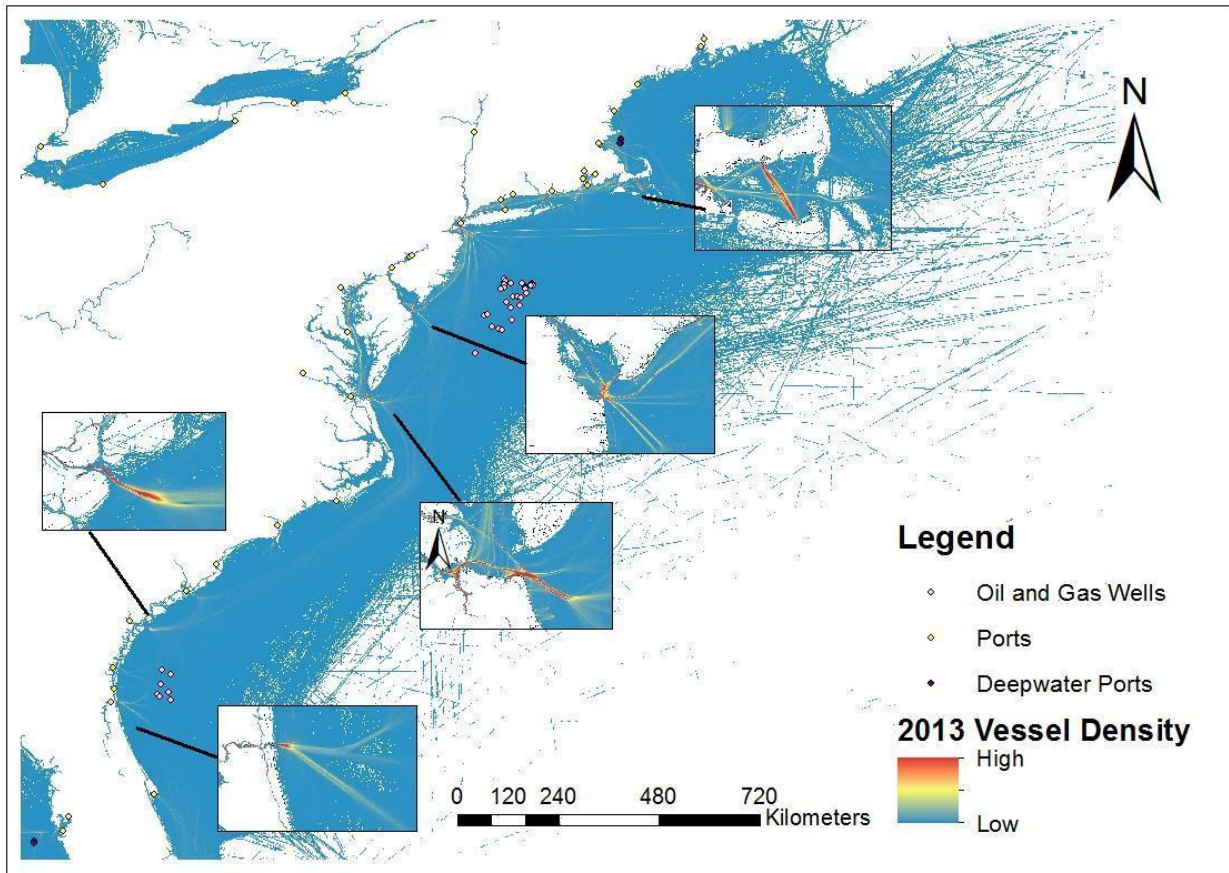 N
N
Legend
Oil and Gas Wells
Ports
Deepwater Ports
2013 Vessel Density
High
Low
0 120 240 480 720
Kilometers